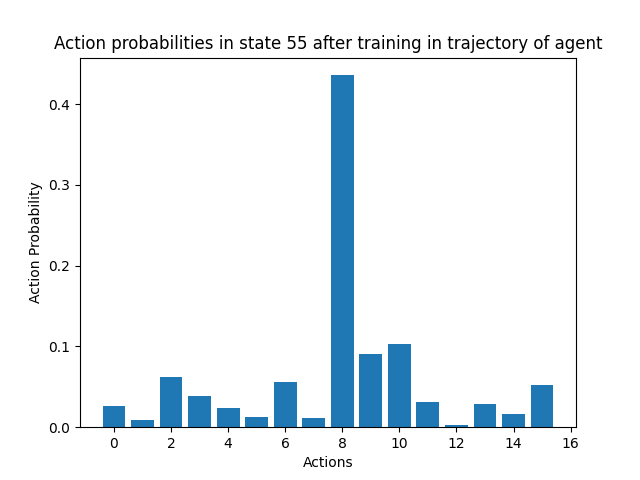 Action probabilities in state 55 after training in trajectory of agent
0.4
0.3
0.2
0.1
0.0
Action Probability
0 2 4 6 8 10 12 14 16
Actions